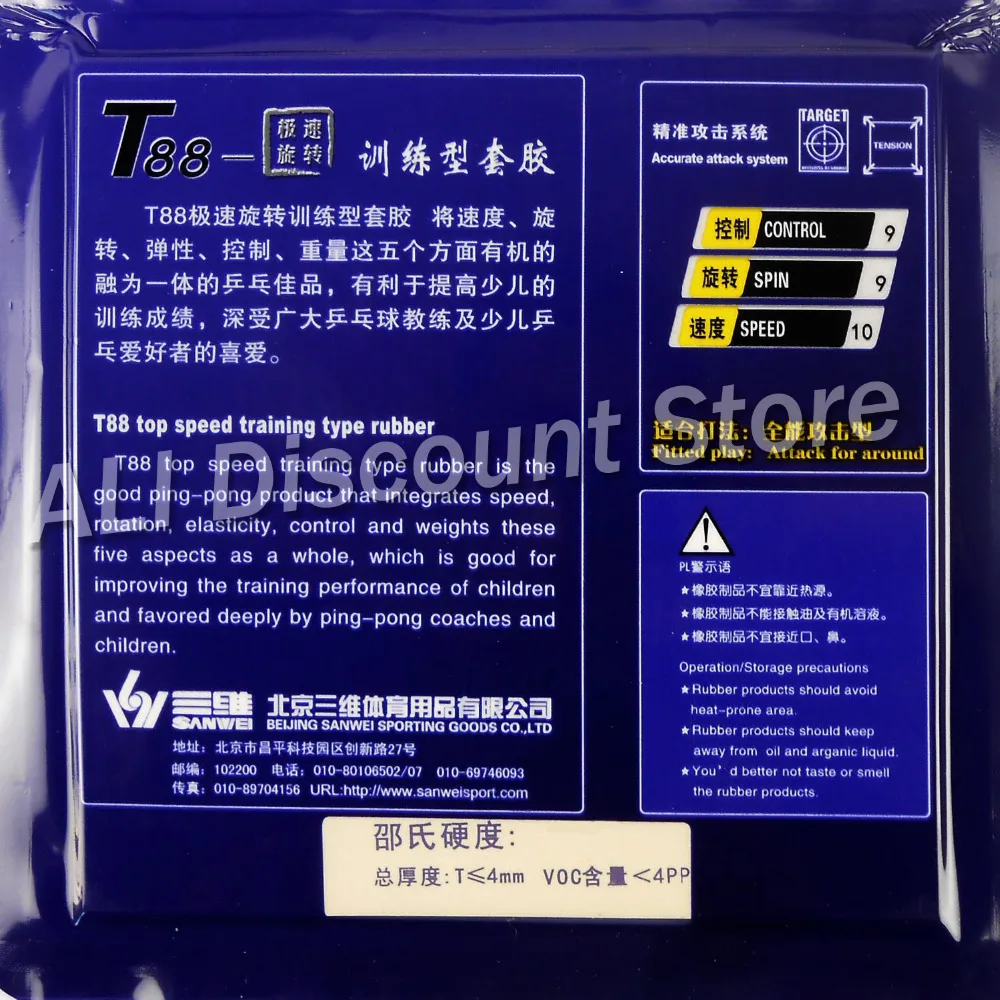 T88 — 极速旋转 训练型套胶
T88极速旋转训练型套胶 将速度、旋
转、弹性、控制、重量这五个方面有机的
融为一体的乒乓佳品，有利于提高少儿的
训练成绩，深受广大乒乓球教练及少儿乒
乓爱好者的喜爱。
T88 top speed training type rubber
T88 top speed training type rubber is the
good ping-pong product that integrates speed,
rotation, elasticity, control and weights these
five aspects as a whole, which is good for
improving the training performance of children
and favored deeply by ping-pong coaches and
children.
三维 SANWEI
北京三维体育用品有限公司
BEIJING SANWEI SPORTING GOODS CO.,LTD
地址：北京市昌平科技园区创新路27号
邮编：102200 电话：010-80106502/07 010-69746093
传真：010-89704156 URL:http://www.sanweisport.com
精准攻击系统
Accurate attack system
TARGET
TENSION
控制 CONTROL 9
旋转 SPIN 9
速度 SPEED 10
适合打法：全能攻击型
Fitted play: Attack for around
PL警示语
★橡胶制品不宜靠近热源。
★橡胶制品不能接触油及有机溶液。
★橡胶制品不宜接近口、鼻。
Operation/Storage precautions
★Rubber products should avoid
heat-prone area.
★Rubber products should keep
away from oil and arganic liquid.
★You'd better not taste or smell
the rubber products.
邵氏硬度:
总厚度:T≤4mm VOC含量<4PP
ALI Discount Store